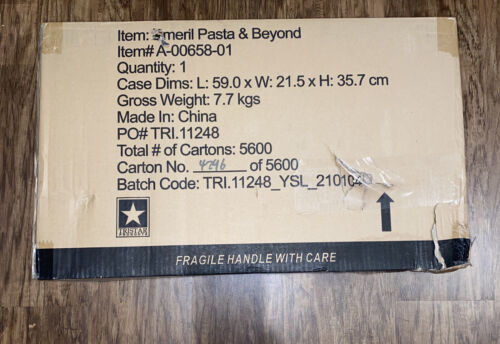 Item: Emeril Pasta & Beyond
Item# A-00658-01
Quantity: 1
Case Dims: L: 59.0 x W: 21.5 x H: 35.7 cm
Gross Weight: 7.7 kgs
Made In: China
PO# TRI.11248
Total # of Cartons: 5600
Carton No. 4246 of 5600
Batch Code: TRI.11248_YSL_210104
TRISTAR
FRAGILE HANDLE WITH CARE